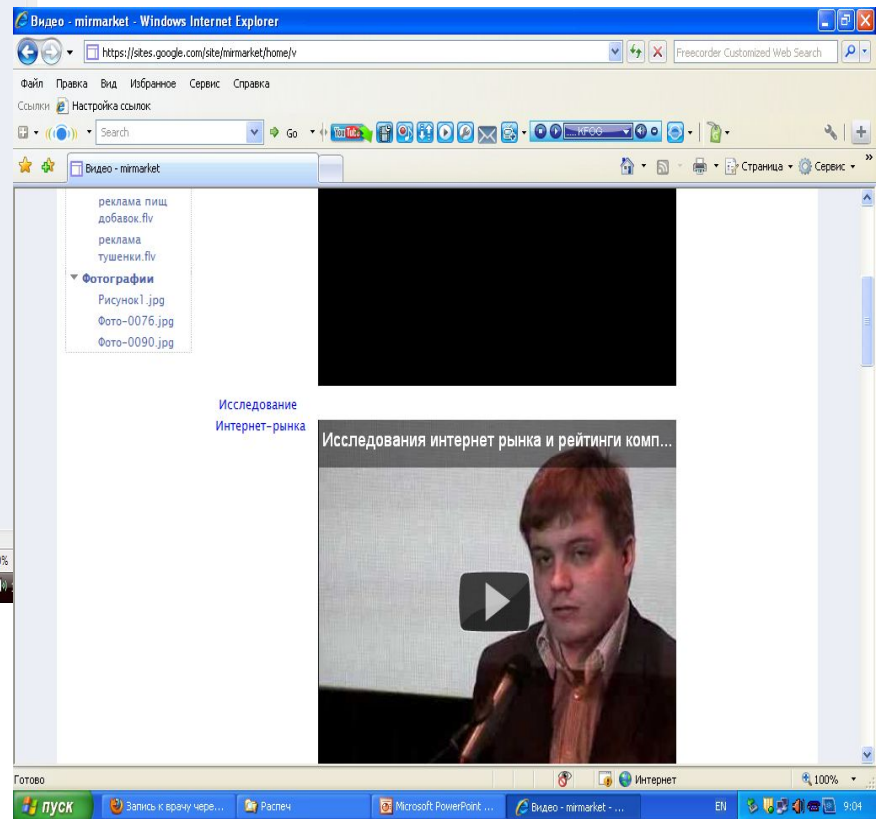 Видео - mirmarket - Windows Internet Explorer
https://sites.google.com/site/mirmarket/home/v
Freecorder Customized Web Search
Файл Правка Вид Избранное Сервис Справка
Ссылки Настройка ссылок
Search Go YouTube ....KFOG
Видео - mirmarket Страница Сервис
реклама пищ
добавок.flv
реклама
тушенки.flv
Фотографии
Рисунок1.jpg
Фото-0076.jpg
Фото-0090.jpg
Исследование
Интернет-рынка
Исследования интернет рынка и рейтинги комп...
Готово Интернет 100%
пуск Запись к врачу чере... Распеч Microsoft PowerPoint ... Видео - mirmarket - ... EN 9:04